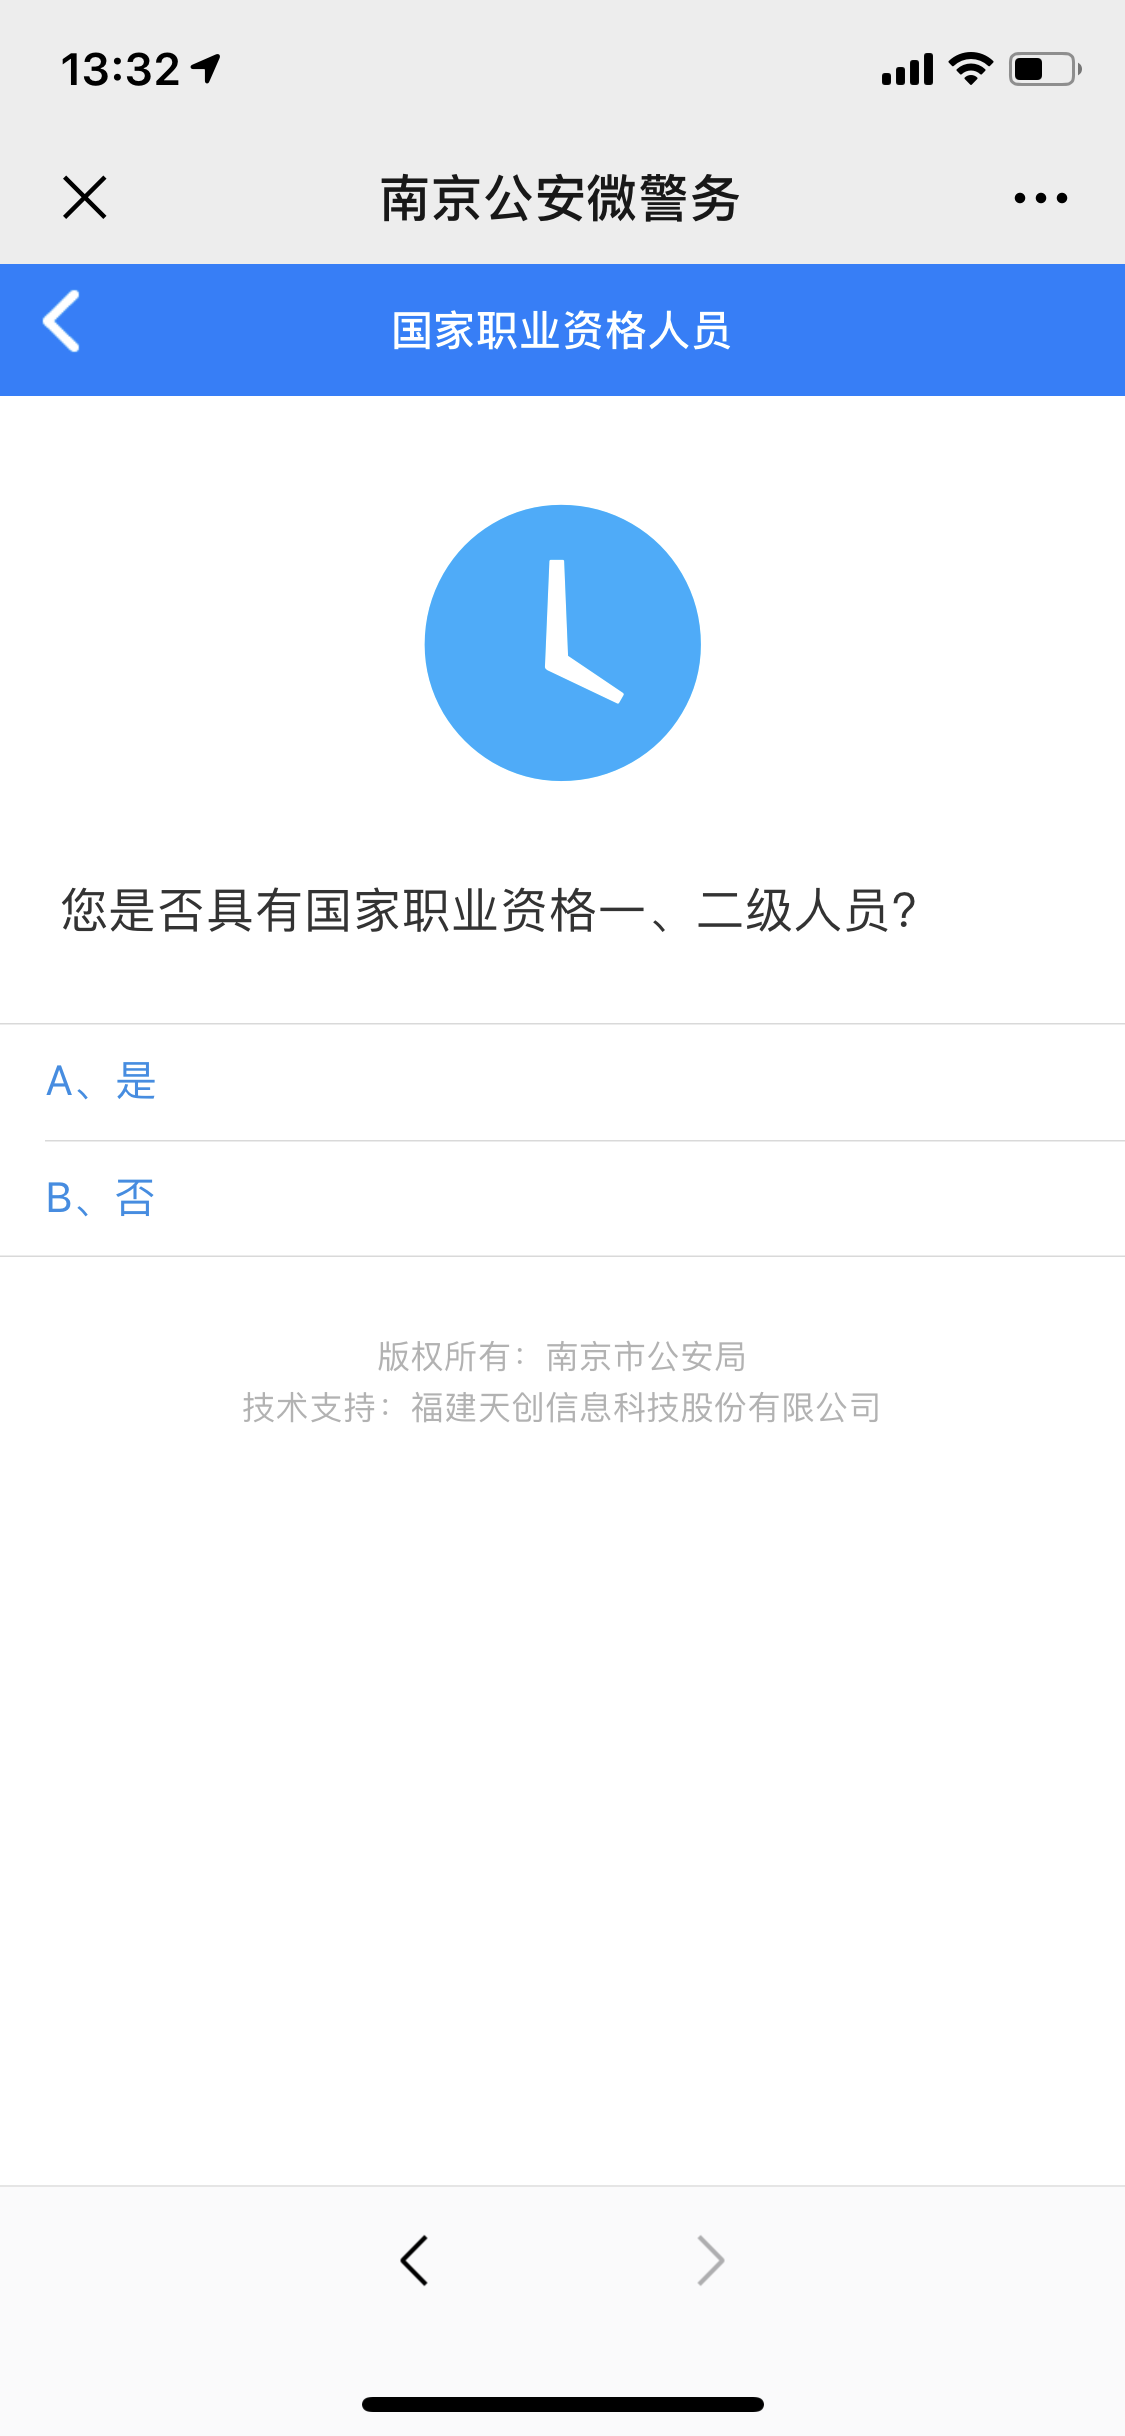 13:32
南京公安微警务
国家职业资格人员
您是否具有国家职业资格一、二级人员?
A、是
B、否
版权所有：南京市公安局
技术支持：福建天创信息科技股份有限公司